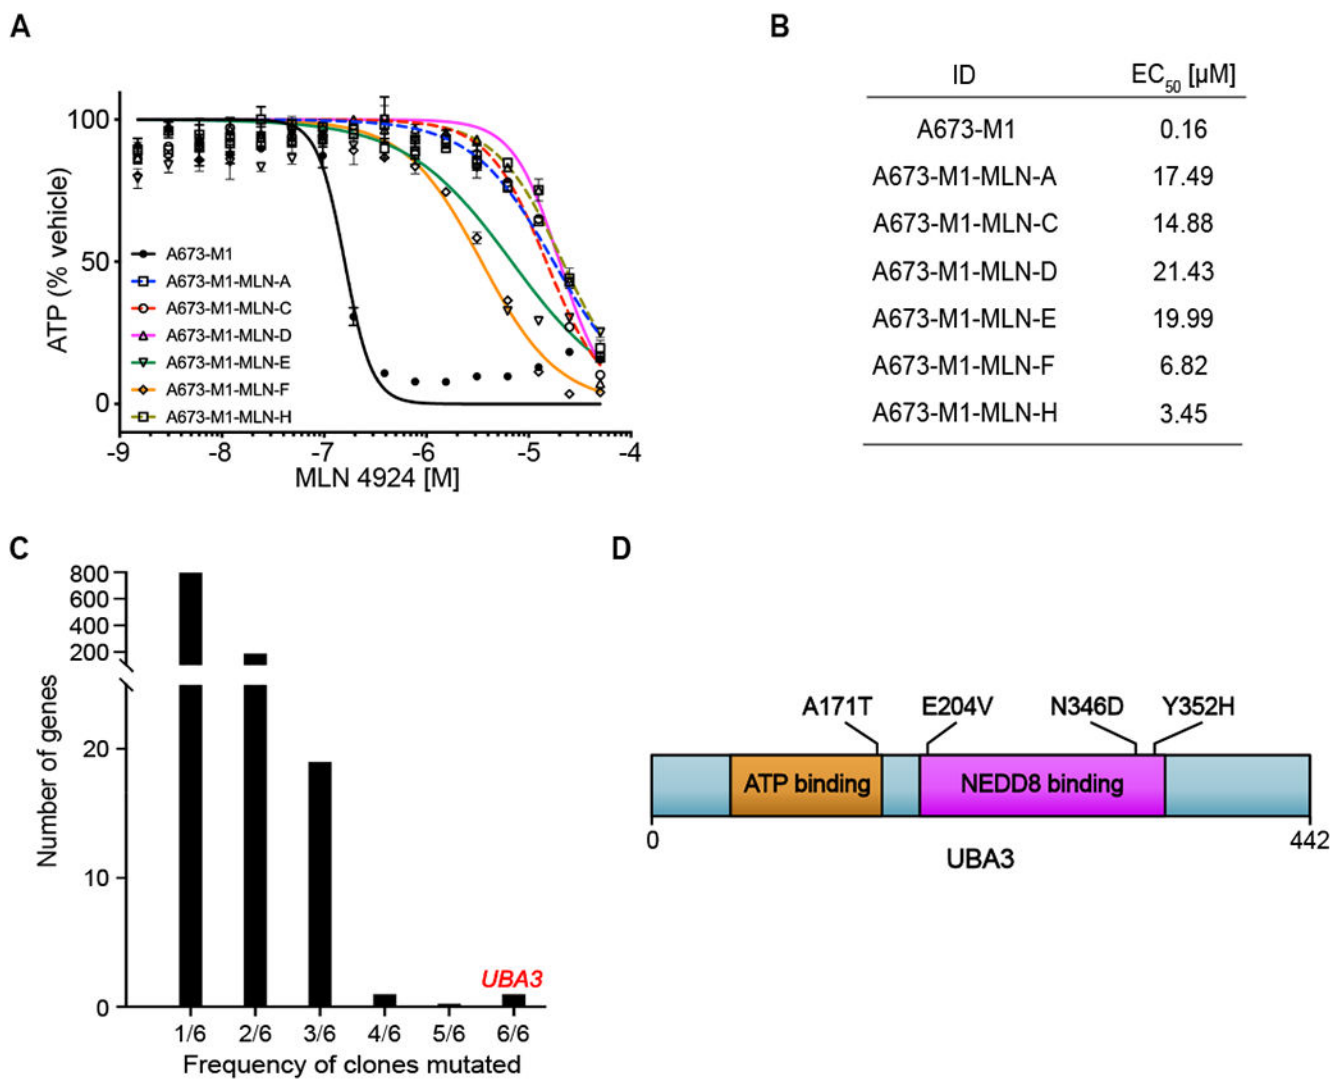 A
ATP (% vehicle)
100
50
0
A673-M1
A673-M1-MLN-A
A673-M1-MLN-C
A673-M1-MLN-D
A673-M1-MLN-E
A673-M1-MLN-F
A673-M1-MLN-H
-9 -8 -7 -6 -5 -4
MLN 4924 [M]
B
ID EC50 [µM]
A673-M1 0.16
A673-M1-MLN-A 17.49
A673-M1-MLN-C 14.88
A673-M1-MLN-D 21.43
A673-M1-MLN-E 19.99
A673-M1-MLN-F 6.82
A673-M1-MLN-H 3.45
C
Number of genes
800
600
400
200
20
10
0
UBA3
1/6 2/6 3/6 4/6 5/6 6/6
Frequency of clones mutated
D
A171T E204V N346D Y352H
ATP binding NEDD8 binding
0 442
UBA3